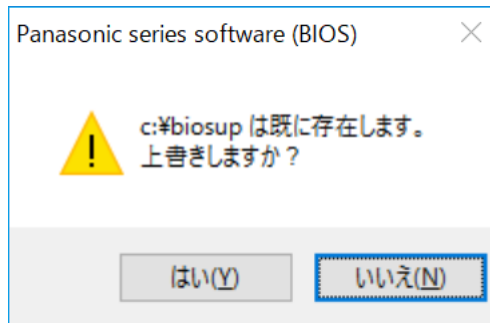 Panasonic series software (BIOS)
c:¥biosup は既に存在します。
上書きしますか？
はい(Y)
いいえ(N)